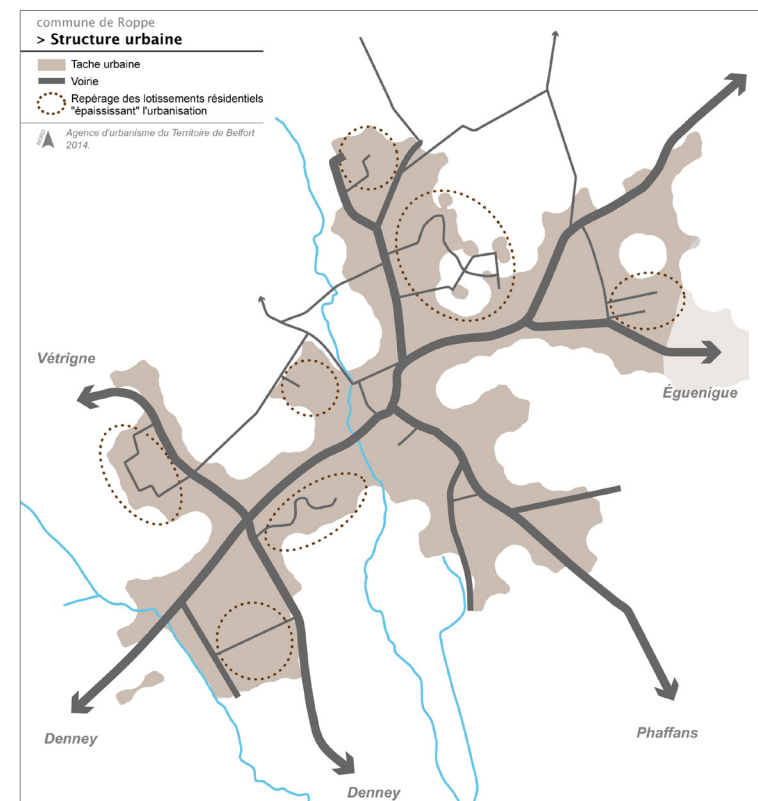 commune de Roppe
> Structure urbaine
Tache urbaine
Voirie
Repérage des lotissements résidentiels
"épaississant" l'urbanisation
NORD
Agence d'urbanisme du Territoire de Belfort
2014.
Vétrigne
Éguenigue
Denney
Phaffans
Denney